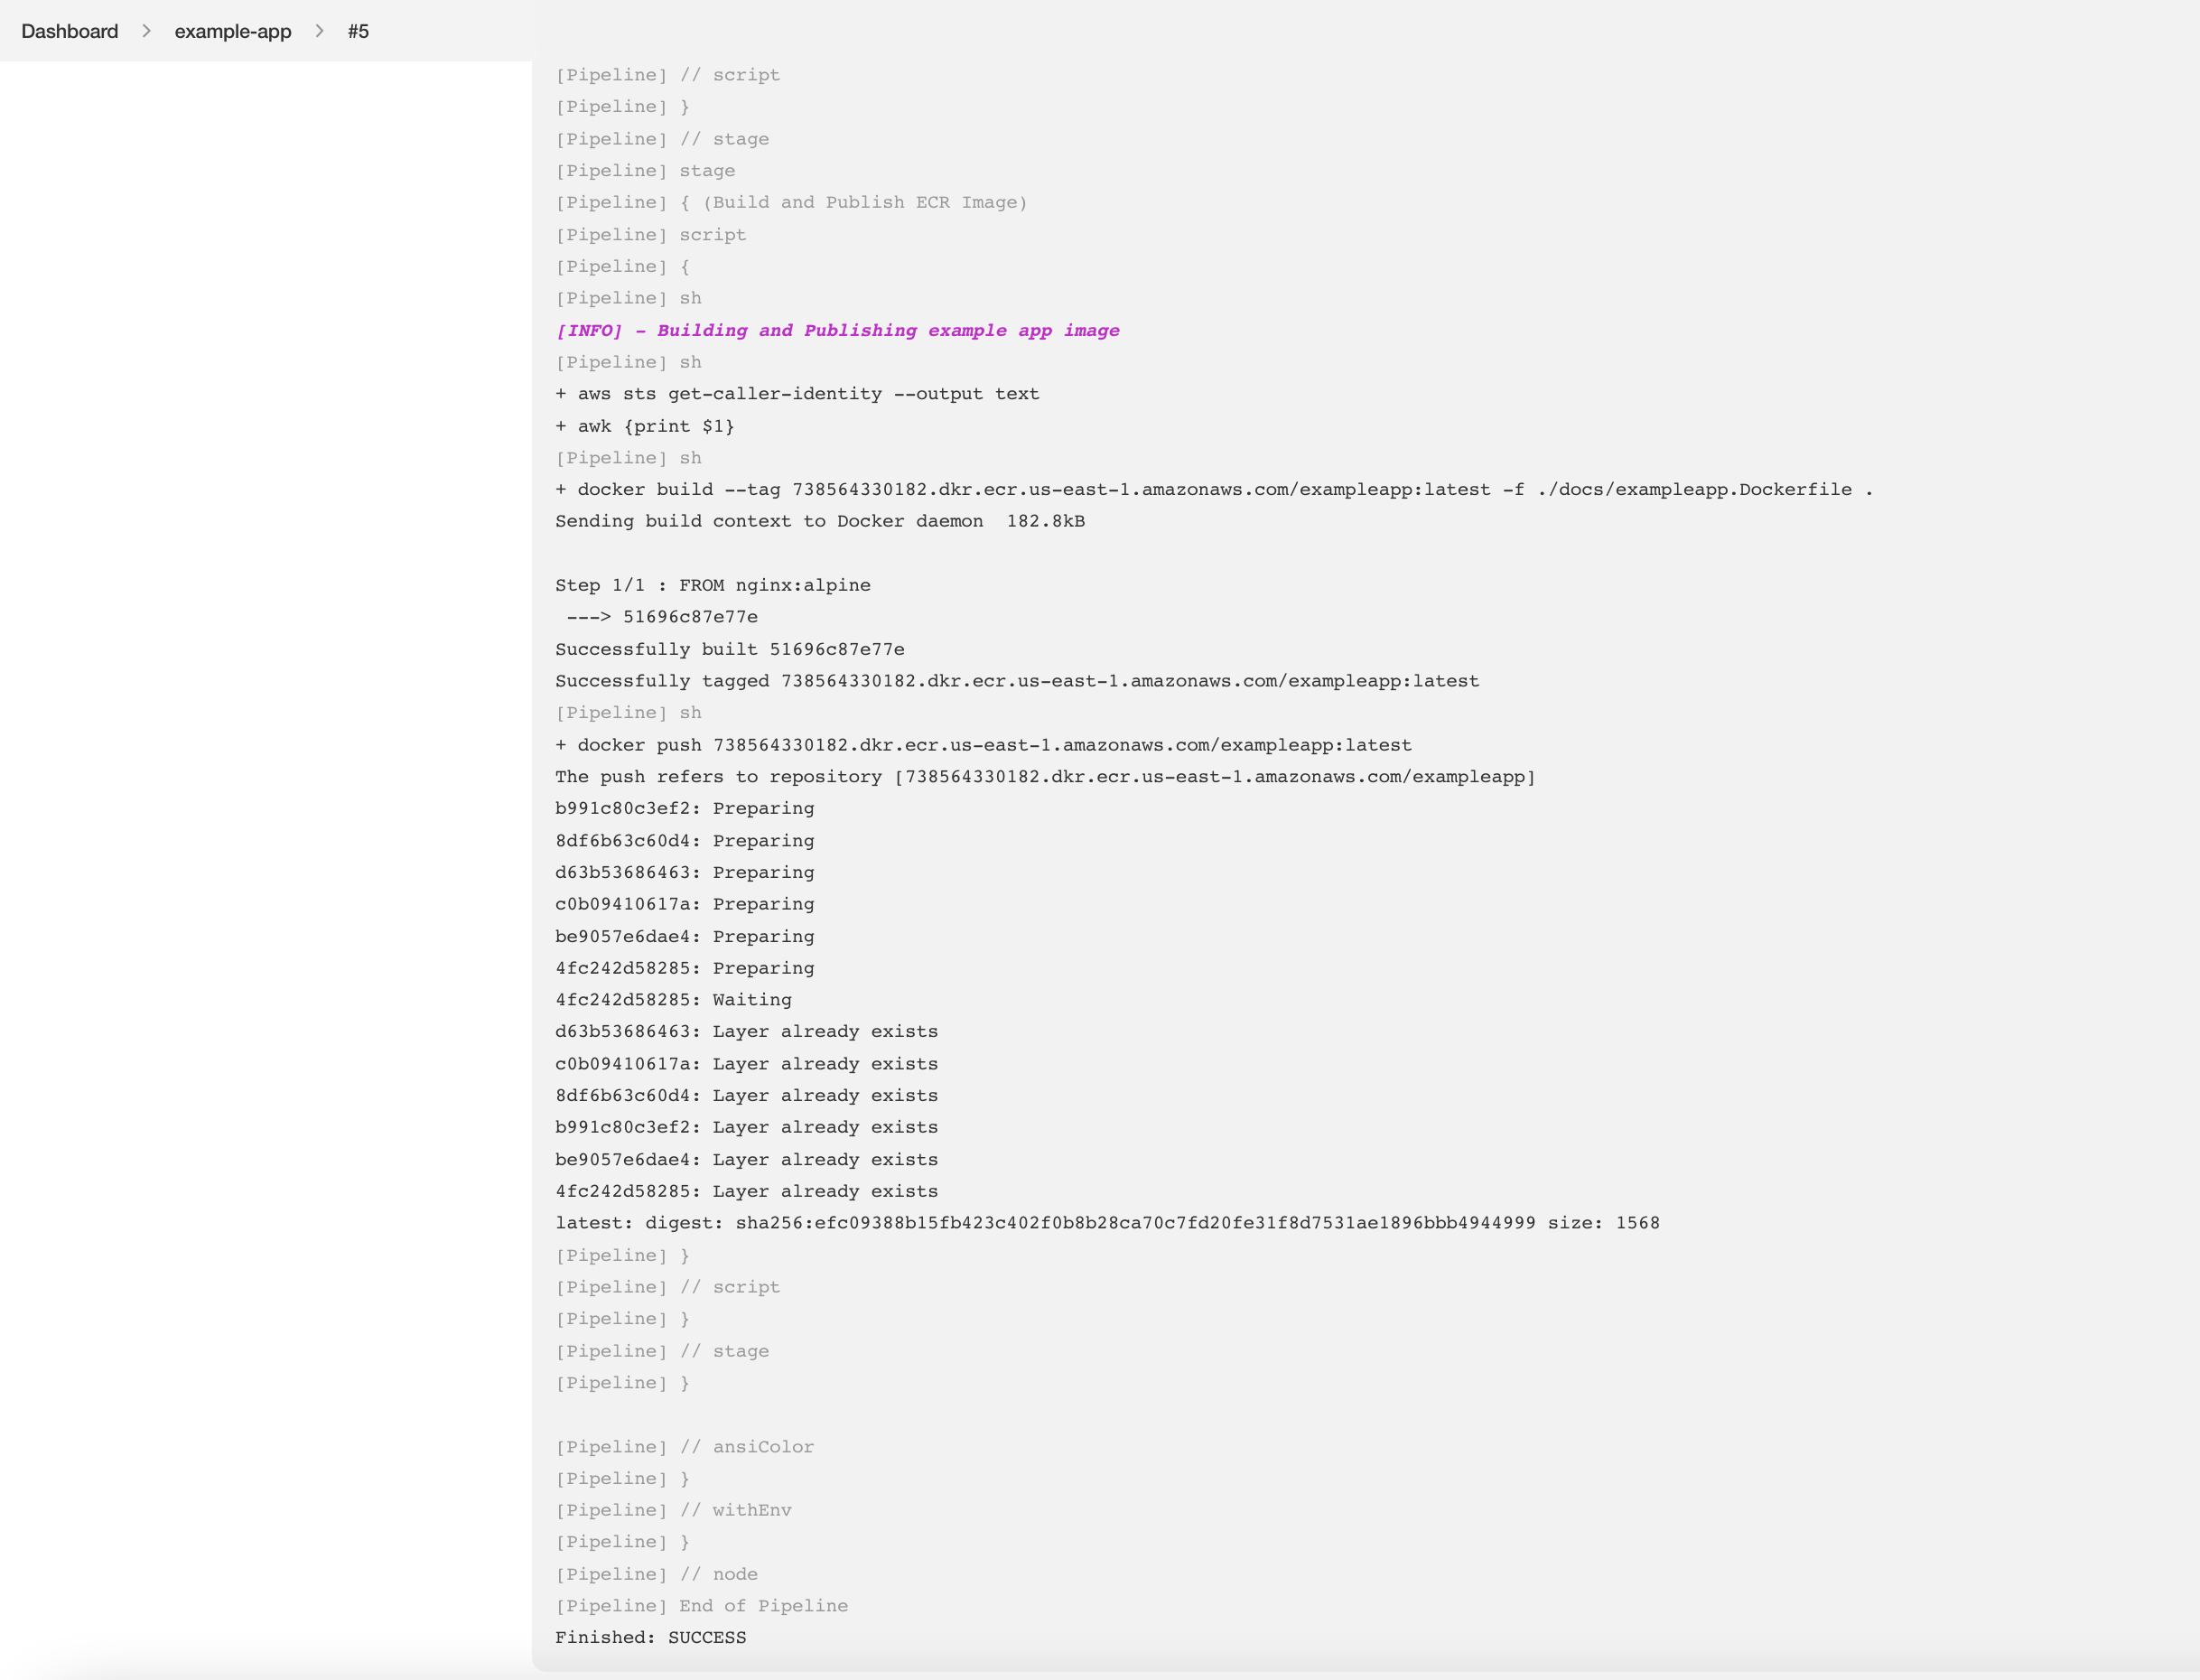 Dashboard > example-app > #5
[Pipeline] // script
[Pipeline] }
[Pipeline] // stage
[Pipeline] stage
[Pipeline] { (Build and Publish ECR Image)
[Pipeline] script
[Pipeline] {
[Pipeline] sh
[INFO] - Building and Publishing example app image
[Pipeline] sh
+ aws sts get-caller-identity --output text
+ awk {print $1}
[Pipeline] sh
+ docker build --tag 738564330182.dkr.ecr.us-east-1.amazonaws.com/exampleapp:latest -f ./docs/exampleapp.Dockerfile .
Sending build context to Docker daemon  182.8kB
Step 1/1 : FROM nginx:alpine
 ---> 51696c87e77e
Successfully built 51696c87e77e
Successfully tagged 738564330182.dkr.ecr.us-east-1.amazonaws.com/exampleapp:latest
[Pipeline] sh
+ docker push 738564330182.dkr.ecr.us-east-1.amazonaws.com/exampleapp:latest
The push refers to repository [738564330182.dkr.ecr.us-east-1.amazonaws.com/exampleapp]
b991c80c3ef2: Preparing
8df6b63c60d4: Preparing
d63b53686463: Preparing
c0b09410617a: Preparing
be9057e6dae4: Preparing
4fc242d58285: Preparing
4fc242d58285: Waiting
d63b53686463: Layer already exists
c0b09410617a: Layer already exists
8df6b63c60d4: Layer already exists
b991c80c3ef2: Layer already exists
be9057e6dae4: Layer already exists
4fc242d58285: Layer already exists
latest: digest: sha256:efc09388b15fb423c402f0b8b28ca70c7fd20fe31f8d7531ae1896bbb4944999 size: 1568
[Pipeline] }
[Pipeline] // script
[Pipeline] }
[Pipeline] // stage
[Pipeline] }
[Pipeline] // ansiColor
[Pipeline] }
[Pipeline] // withEnv
[Pipeline] }
[Pipeline] // node
[Pipeline] End of Pipeline
Finished: SUCCESS